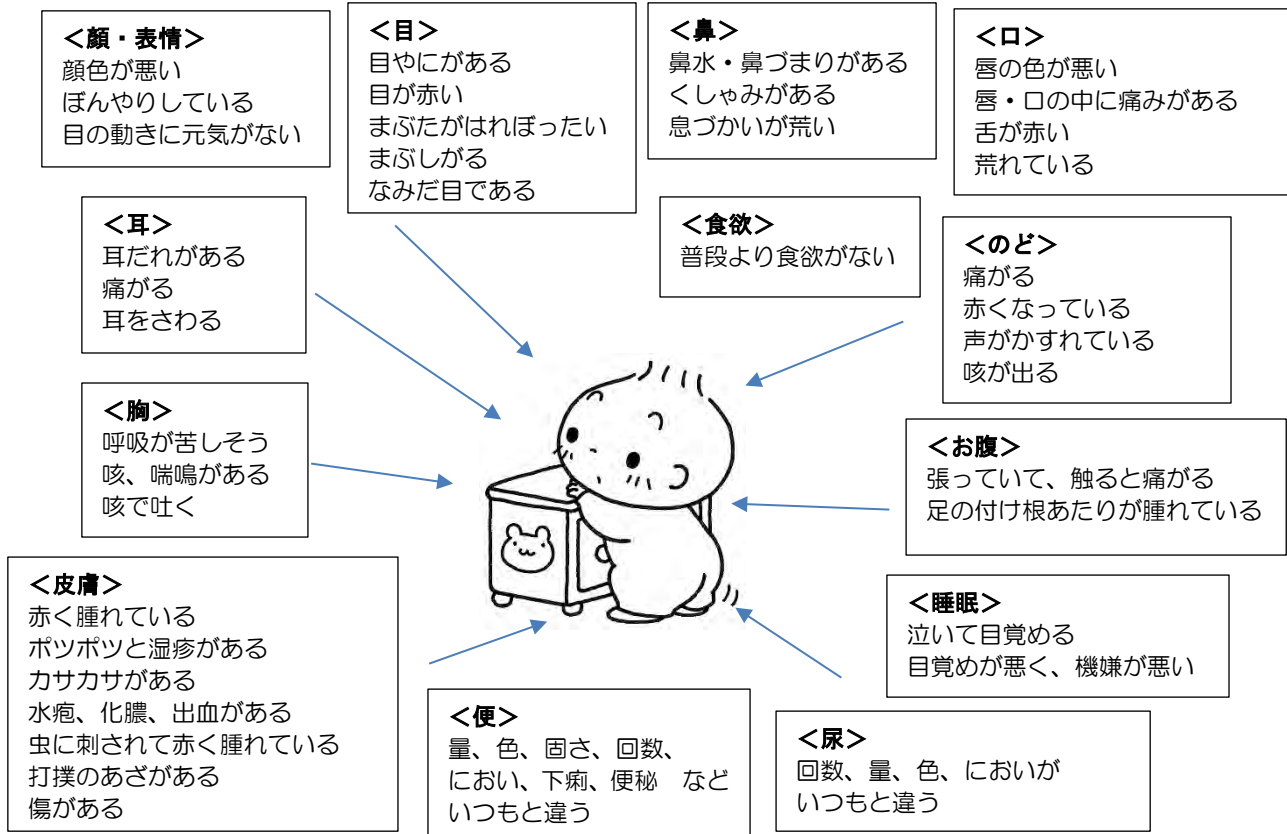 ＜顔・表情＞
顔色が悪い
ぼんやりしている
目の動きに元気がない
＜目＞
目やにがある
目が赤い
まぶたがはれぼったい
まぶしがる
なみだ目である
＜鼻＞
鼻水・鼻づまりがある
くしゃみがある
息づかいが荒い
＜口＞
唇の色が悪い
唇・口の中に痛みがある
舌が赤い
荒れている
＜耳＞
耳だれがある
痛がる
耳をさわる
＜食欲＞
普段より食欲がない
＜のど＞
痛がる
赤くなっている
声がかすれている
咳が出る
＜胸＞
呼吸が苦しそう
咳、喘鳴がある
咳で吐く
＜お腹＞
張っていて、触ると痛がる
足の付け根あたりが腫れている
＜皮膚＞
赤く腫れている
ポツポツと湿疹がある
カサカサがある
水疱、化膿、出血がある
虫に刺されて赤く腫れている
打撲のあざがある
傷がある
＜睡眠＞
泣いて目覚める
目覚めが悪く、機嫌が悪い
＜便＞
量、色、固さ、回数、
におい、下痢、便秘　など
いつもと違う
＜尿＞
回数、量、色、においが
いつもと違う